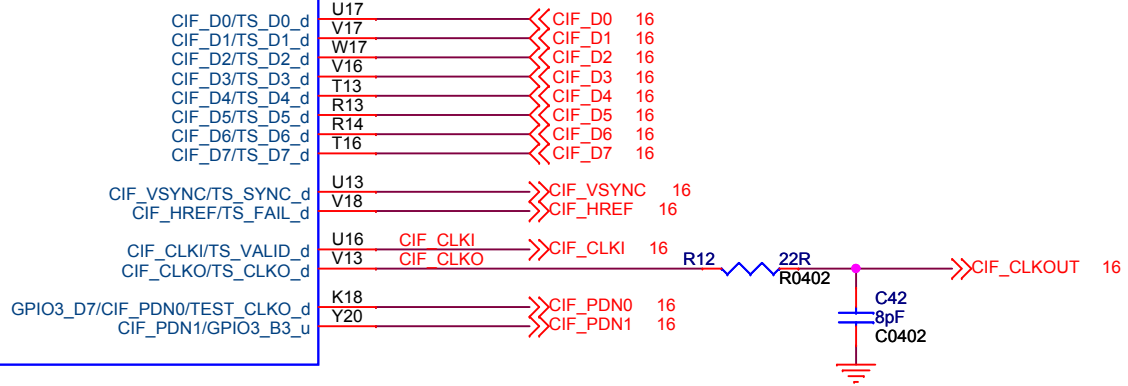 CIF_D0/TS_D0_d U17 CIF_D0 16
CIF_D1/TS_D1_d V17 CIF_D1 16
CIF_D2/TS_D2_d W17 CIF_D2 16
CIF_D3/TS_D3_d V16 CIF_D3 16
CIF_D4/TS_D4_d T13 CIF_D4 16
CIF_D5/TS_D5_d R13 CIF_D5 16
CIF_D6/TS_D6_d R14 CIF_D6 16
CIF_D7/TS_D7_d T16 CIF_D7 16
CIF_VSYNC/TS_SYNC_d U13 CIF_VSYNC 16
CIF_HREF/TS_FAIL_d V18 CIF_HREF 16
CIF_CLKI/TS_VALID_d U16 CIF_CLKI CIF_CLKI 16
CIF_CLKO/TS_CLKO_d V13 CIF_CLKO R12 22R CIF_CLKOUT 16
R0402
GPIO3_D7/CIF_PDN0/TEST_CLKO_d K18 CIF_PDN0 16 C42
CIF_PDN1/GPIO3_B3_u Y20 CIF_PDN1 16 8pF
C0402